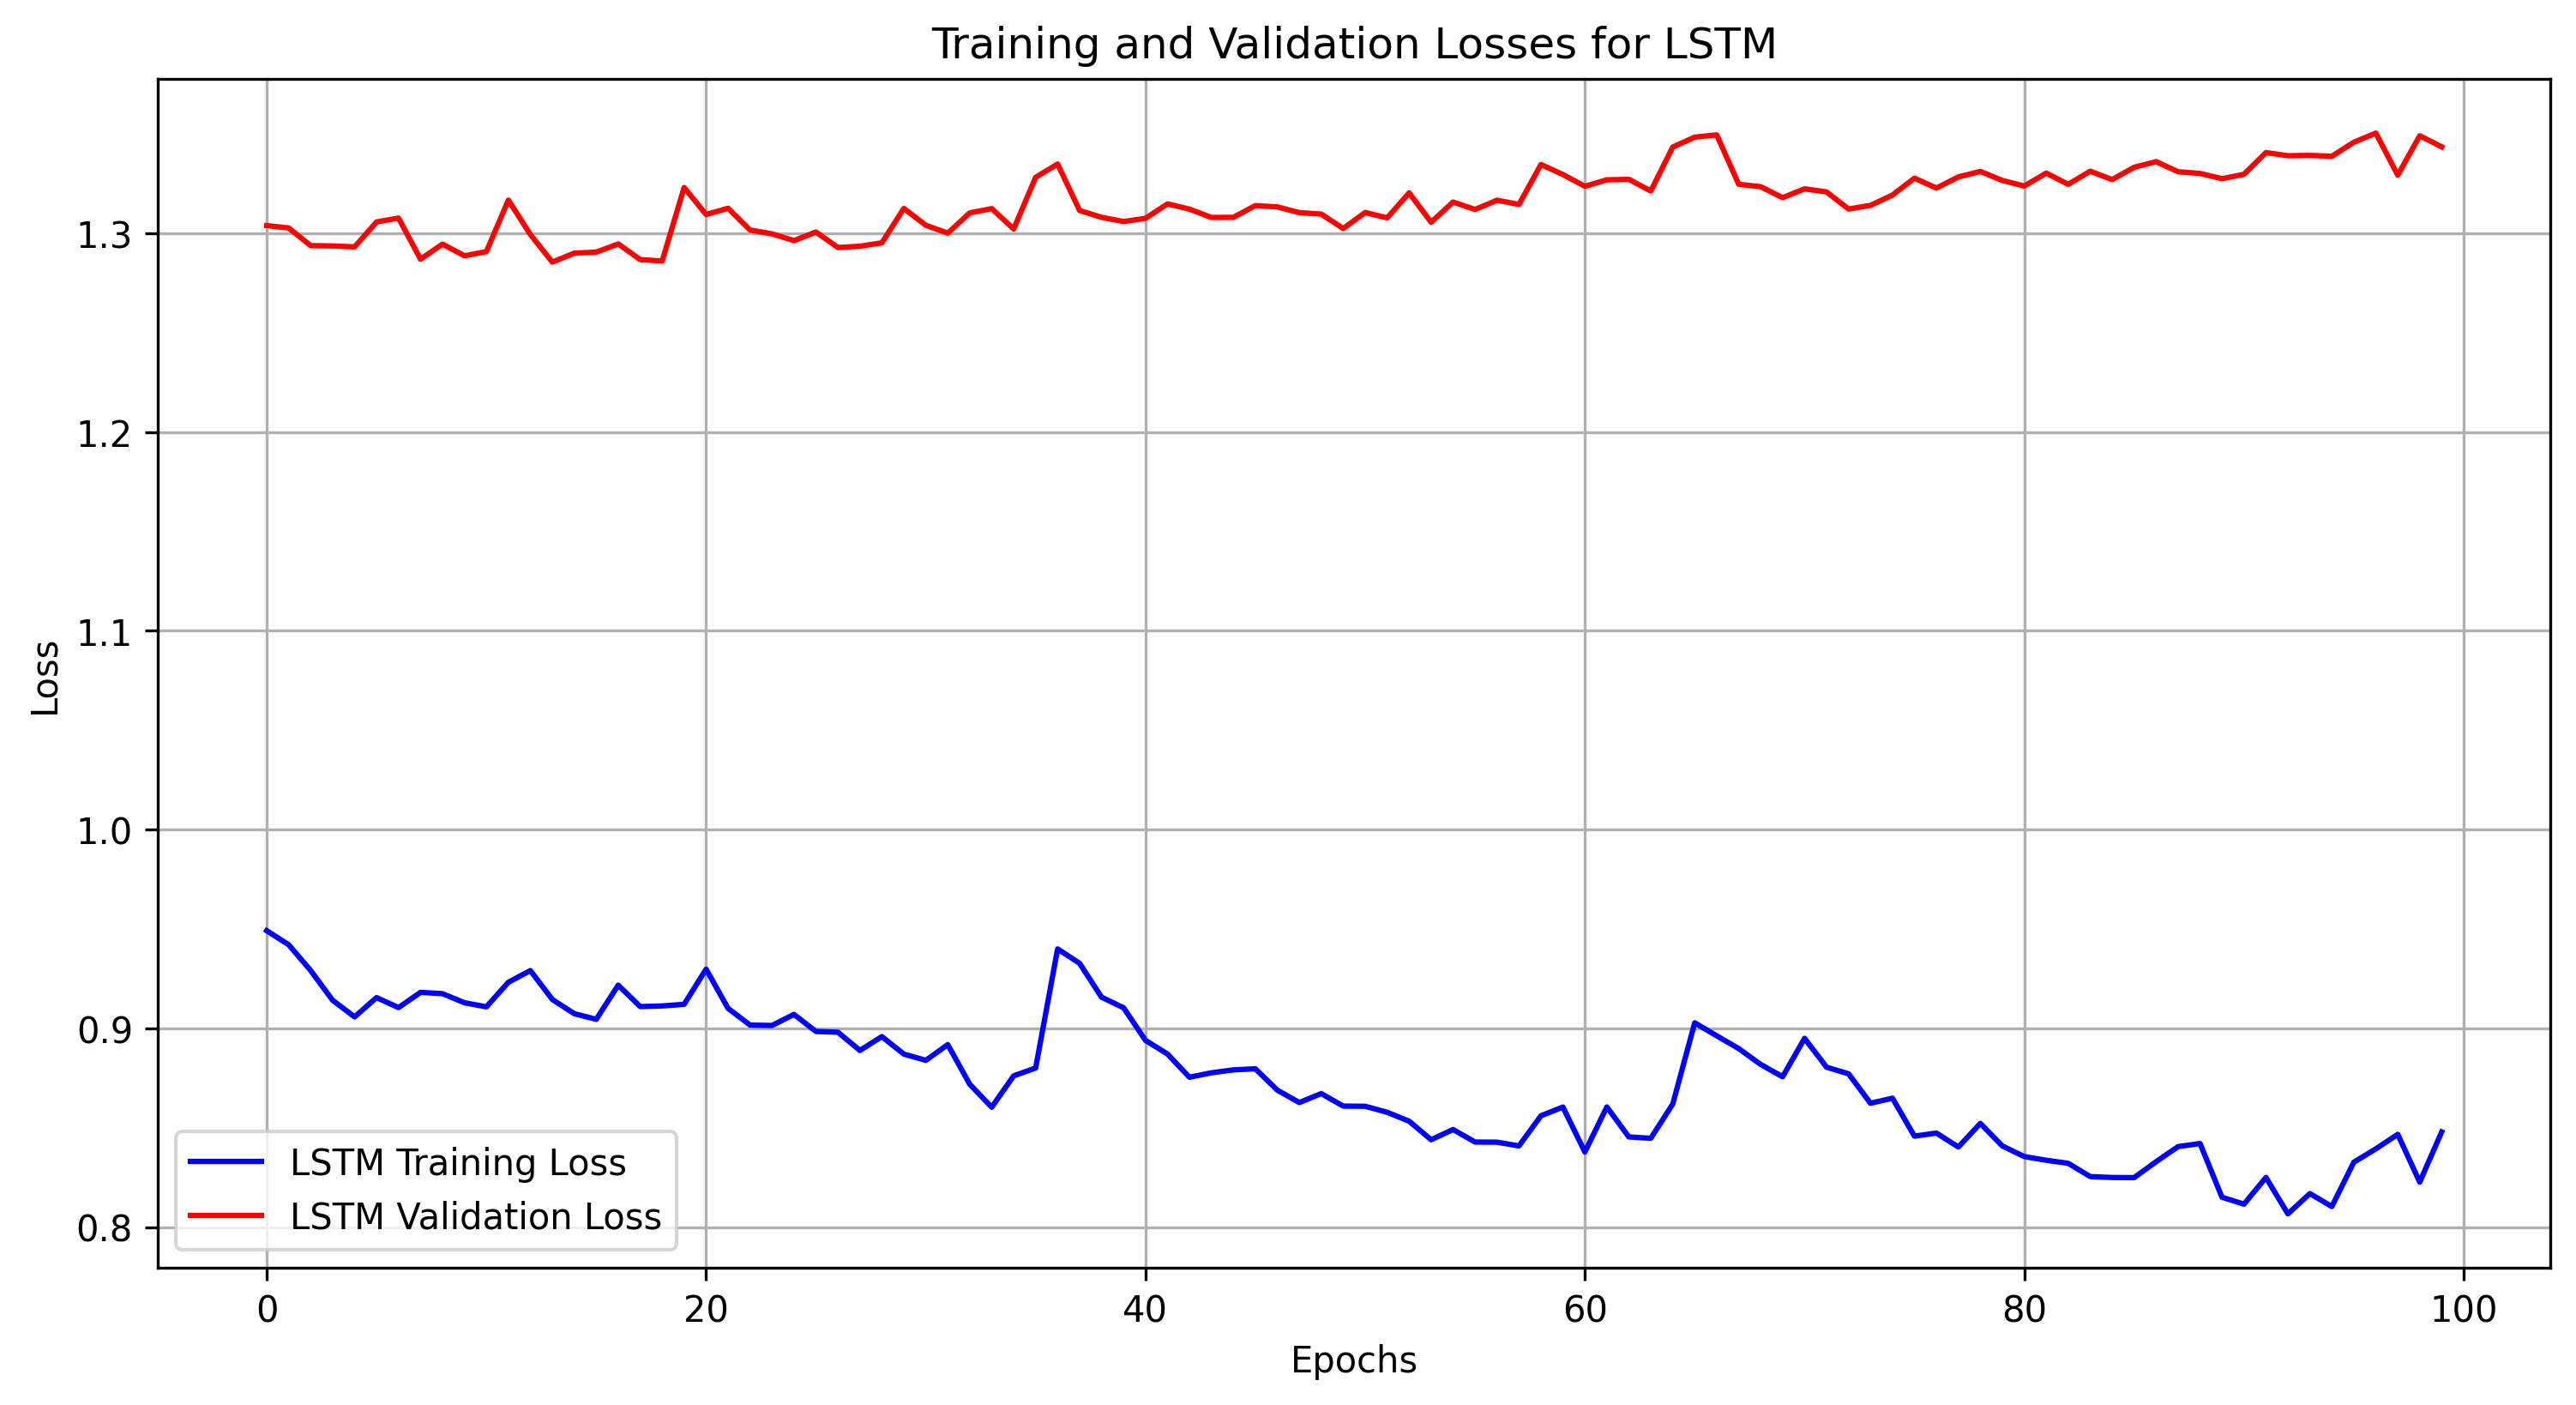 Training and Validation Losses for LSTM
Loss
1.3
1.2
1.1
1.0
0.9
0.8
LSTM Training Loss
LSTM Validation Loss
0 20 40 60 80 100
Epochs